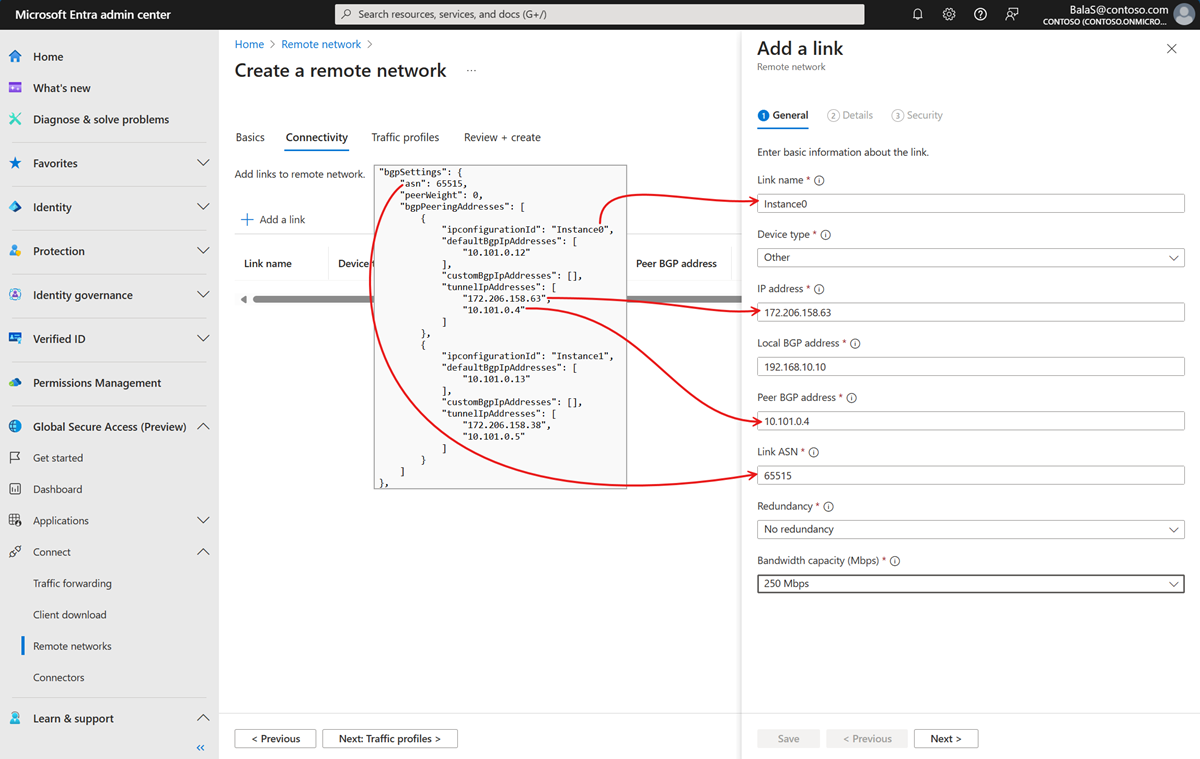 Microsoft Entra admin center
Search resources, services, and docs (G+/)
BalaS@contoso.com
CONTOSO (CONTOSO.ONMICRO...
Home
What's new
Diagnose & solve problems
Favorites
Identity
Protection
Identity governance
Verified ID
Permissions Management
Global Secure Access (Preview)
Get started
Dashboard
Applications
Connect
Traffic forwarding
Client download
Remote networks
Connectors
Learn & support
Home > Remote network >
Create a remote network ...
Basics Connectivity Traffic profiles Review + create
Add links to remote network.
+ Add a link
Link name Device t Peer BGP address
"bgpSettings": {
"asn": 65515,
"peerWeight": 0,
"bgpPeeringAddresses": [
{
"ipconfigurationId": "Instance0",
"defaultBgpIpAddresses": [
"10.101.0.12"
],
"customBgpIpAddresses": [],
"tunnelIpAddresses": [
"172.206.158.63",
"10.101.0.4"
]
},
{
"ipconfigurationId": "Instance1",
"defaultBgpIpAddresses": [
"10.101.0.13"
],
"customBgpIpAddresses": [],
"tunnelIpAddresses": [
"172.206.158.38",
"10.101.0.5"
]
}
]
},
< Previous
Next: Traffic profiles >
Add a link
Remote network
1 General 2 Details 3 Security
Enter basic information about the link.
Link name *
Instance0
Device type *
Other
IP address *
172.206.158.63
Local BGP address *
192.168.10.10
Peer BGP address *
10.101.0.4
Link ASN *
65515
Redundancy *
No redundancy
Bandwidth capacity (Mbps) *
250 Mbps
Save
< Previous
Next >